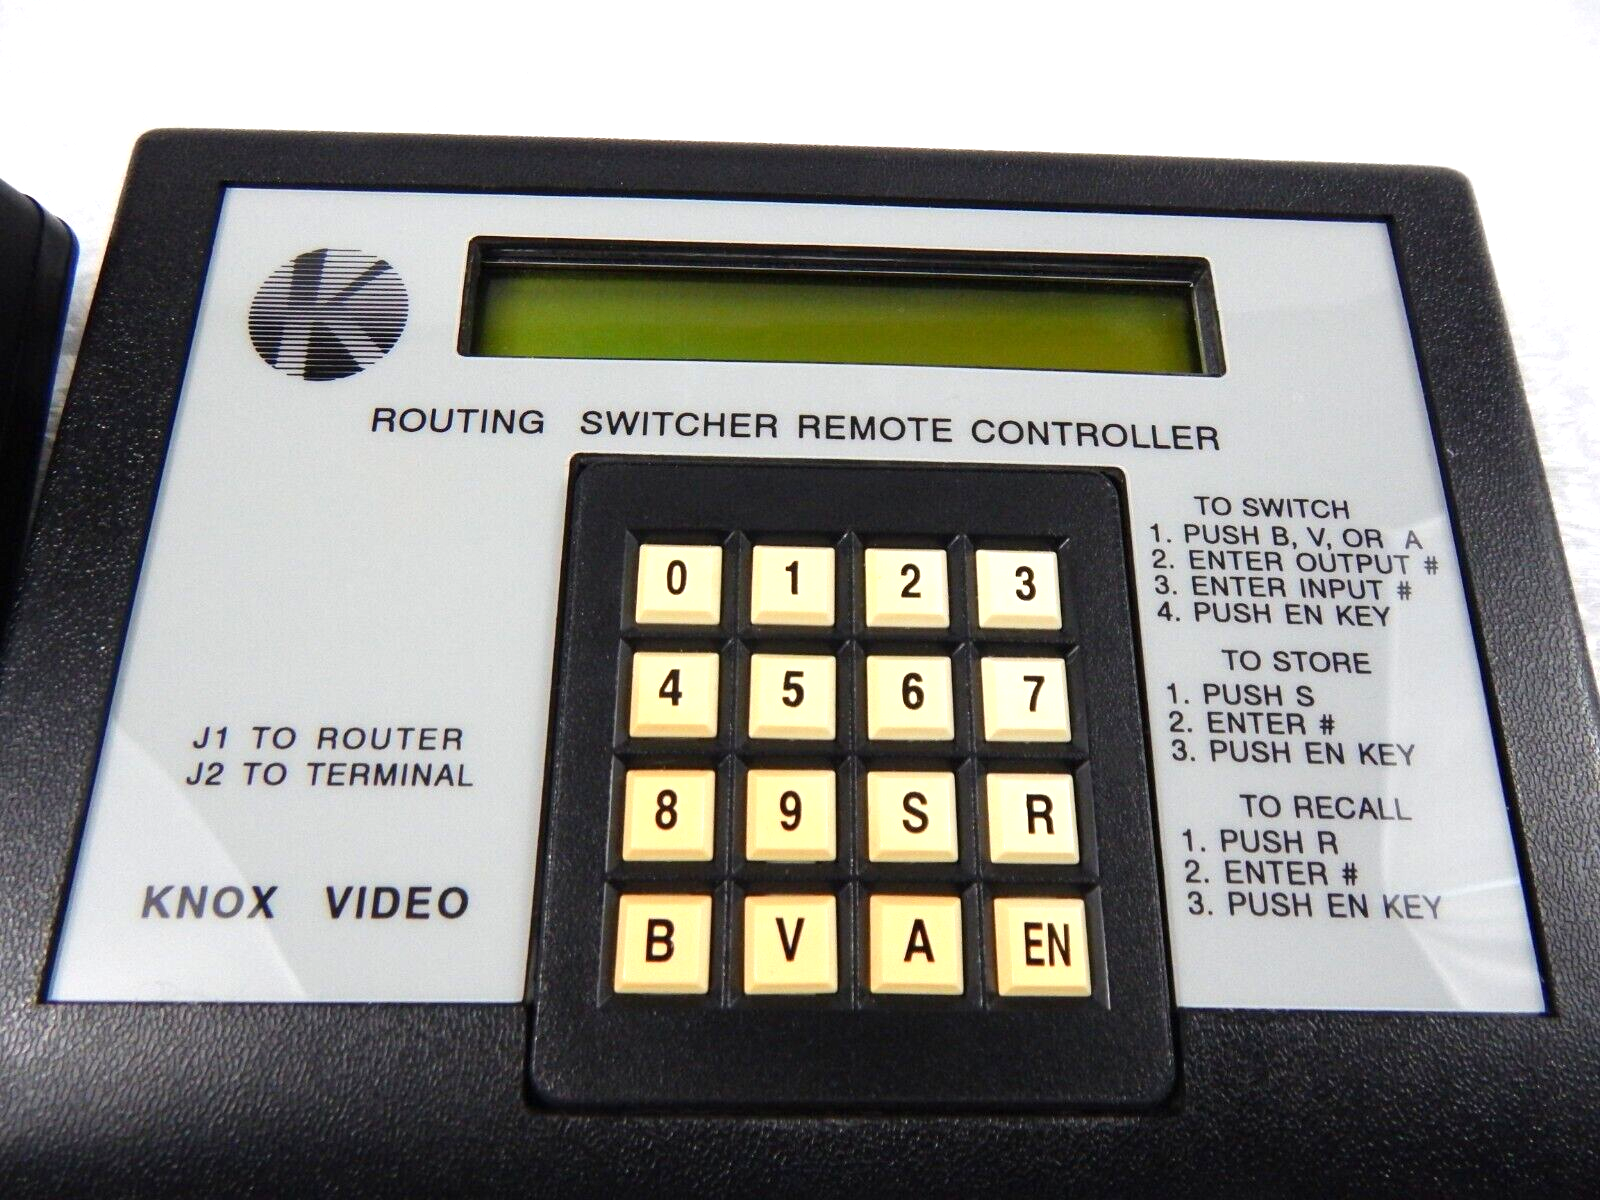 K
ROUTING SWITCHER REMOTE CONTROLLER
J1 TO ROUTER
J2 TO TERMINAL
KNOX VIDEO
0 1 2 3
4 5 6 7
8 9 S R
B V A EN
TO SWITCH
1. PUSH B, V, OR A
2. ENTER OUTPUT #
3. ENTER INPUT #
4. PUSH EN KEY
TO STORE
1. PUSH S
2. ENTER #
3. PUSH EN KEY
TO RECALL
1. PUSH R
2. ENTER #
3. PUSH EN KEY